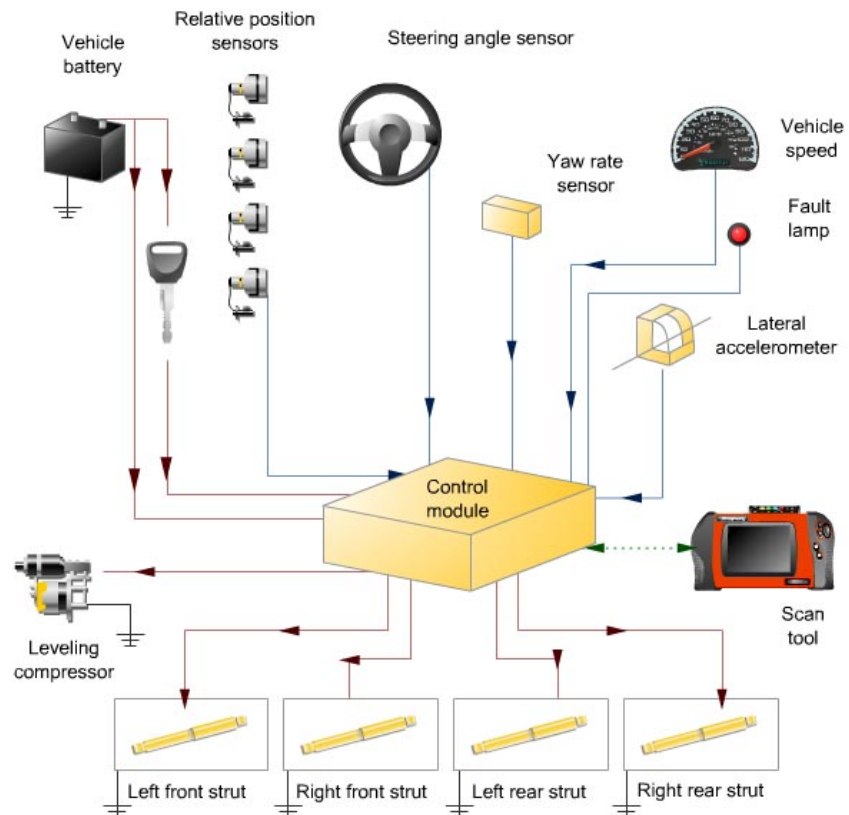 Relative position
sensors
Steering angle sensor
Vehicle
battery
Vehicle
speed
Yaw rate
sensor
Fault
lamp
Lateral
accelerometer
Control
module
Scan
tool
Leveling
compressor
Left front strut
Right front strut
Left rear strut
Right rear strut